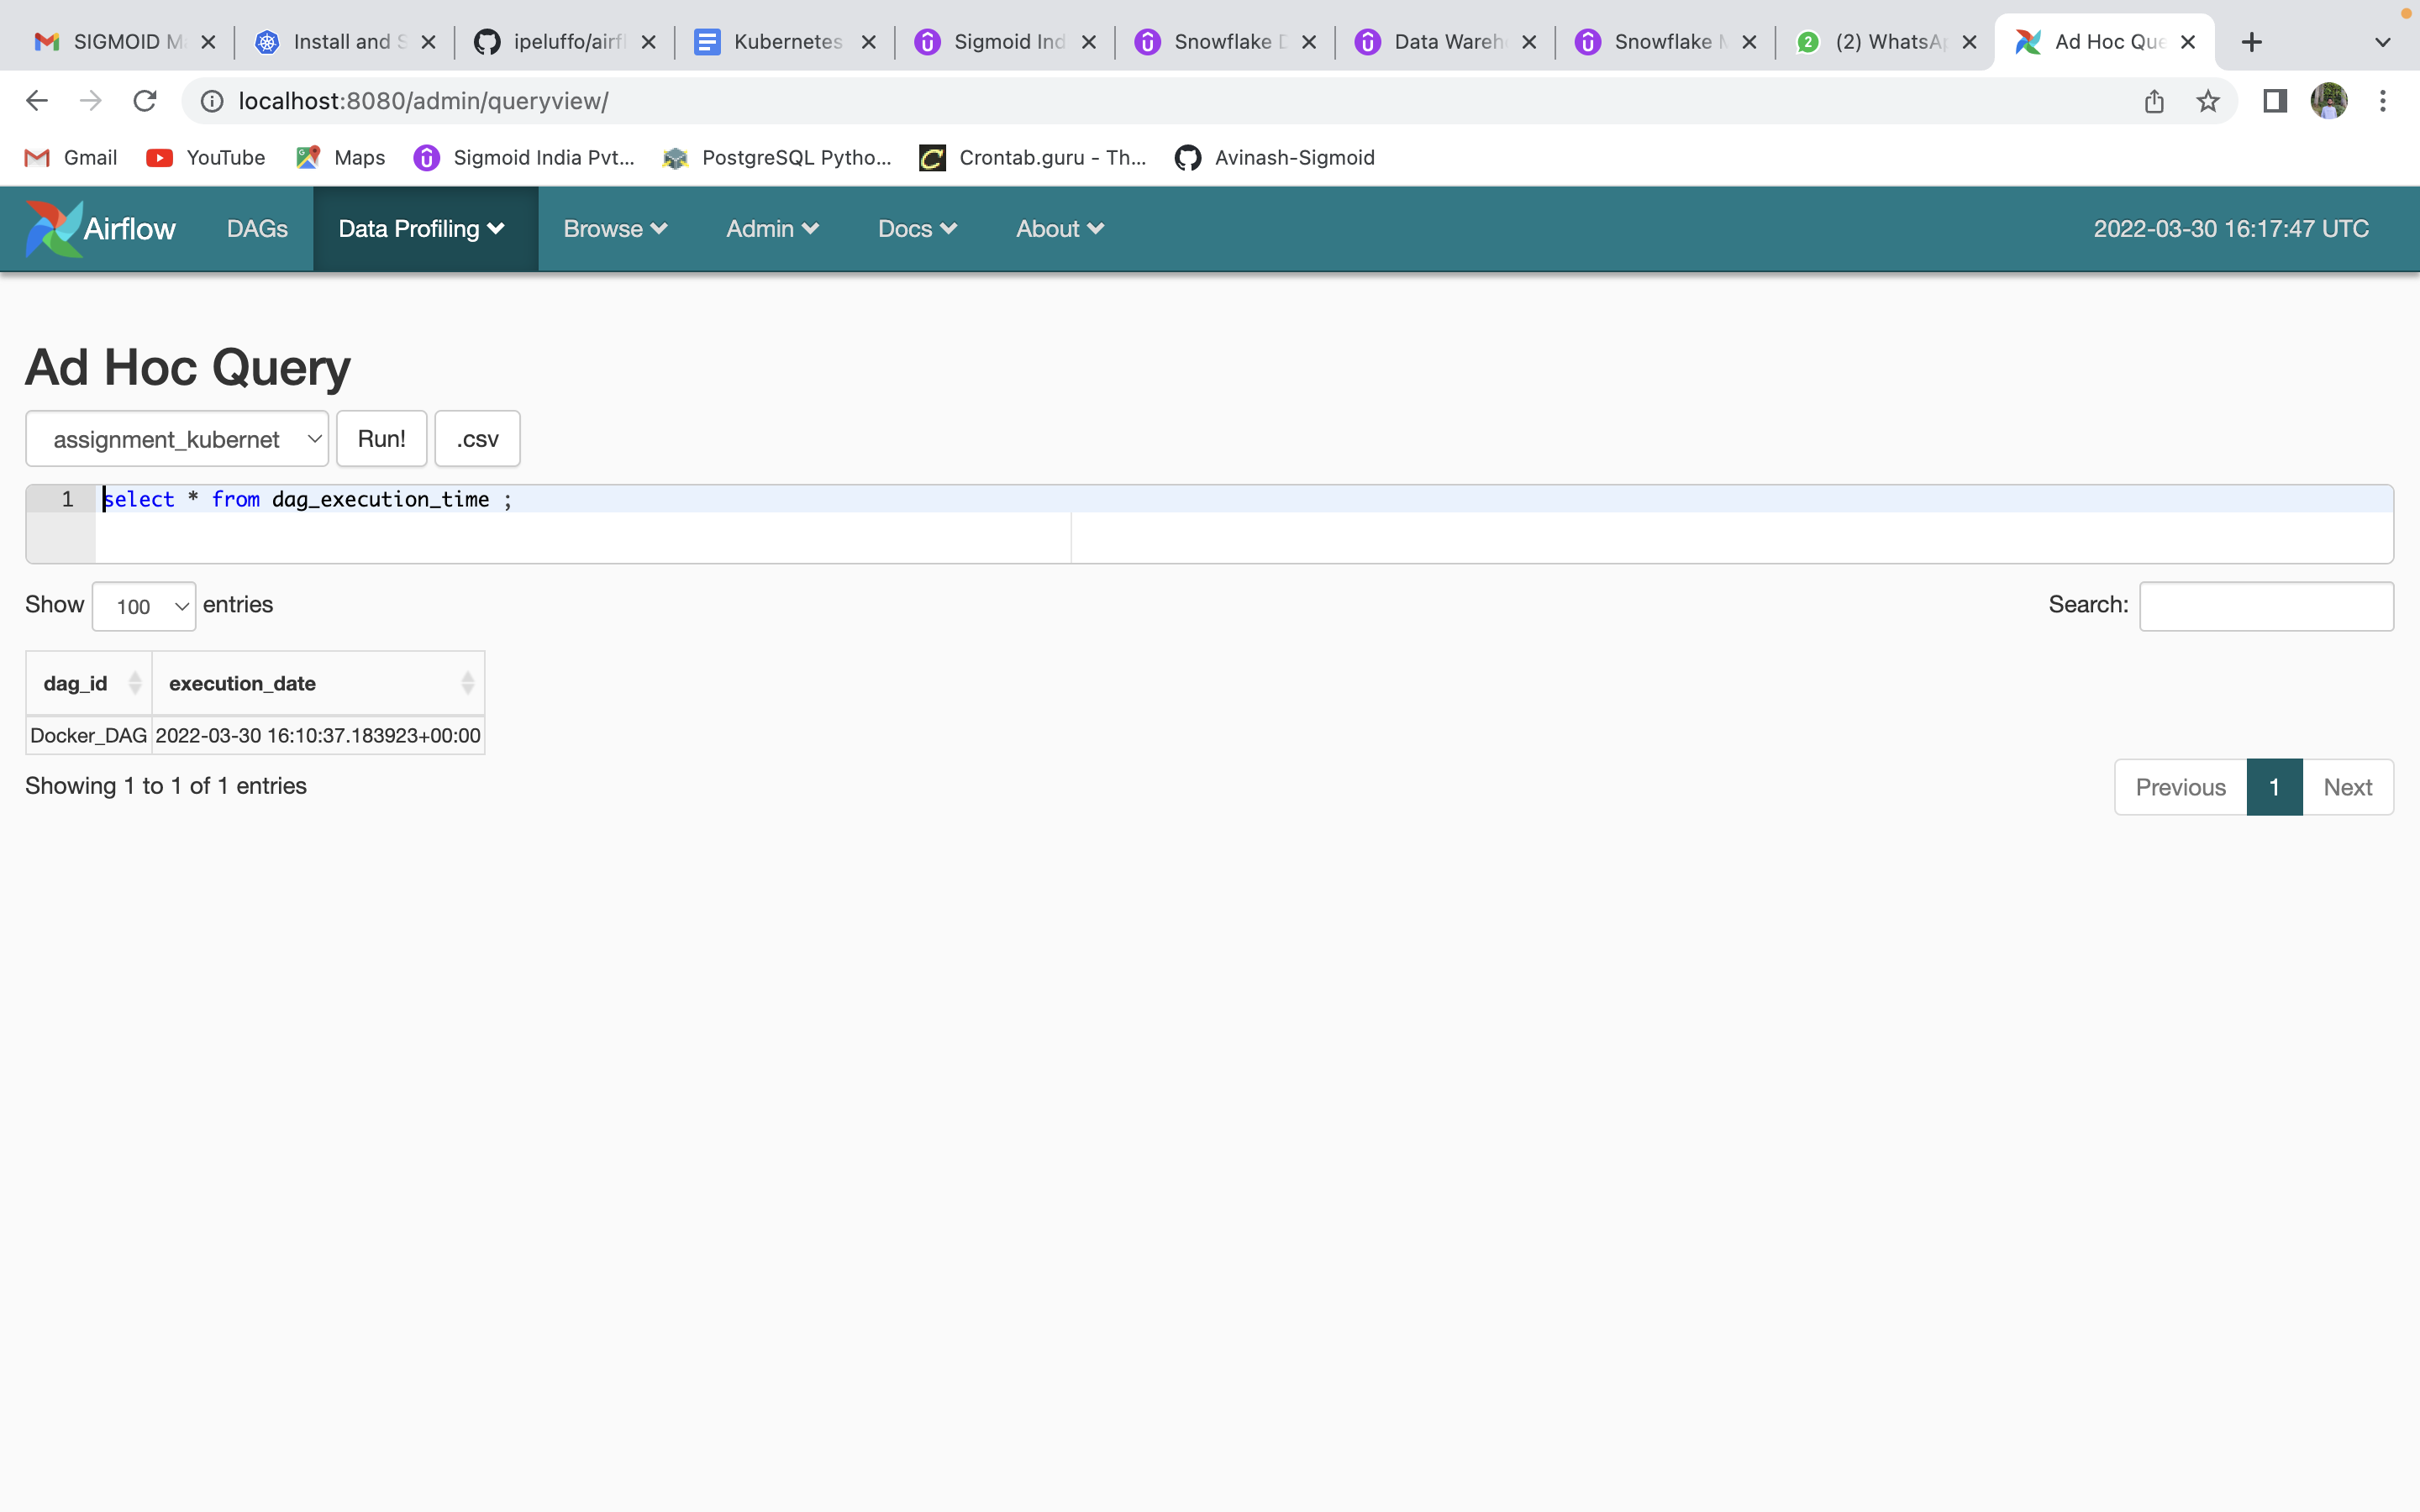 SIGMOID M
Install and S
ipeluffo/airfl
Kubernetes
Sigmoid Ind
Snowflake D
Data Wareh
Snowflake M
2 (2) WhatsAp
Ad Hoc Que
localhost:8080/admin/queryview/
Gmail YouTube Maps Sigmoid India Pvt... PostgreSQL Pytho... Crontab.guru - Th... Avinash-Sigmoid
Airflow DAGs Data Profiling Browse Admin Docs About 2022-03-30 16:17:47 UTC
Ad Hoc Query
assignment_kubernet Run! .csv
1 select * from dag_execution_time ;
Show 100 entries Search:
dag_id execution_date
Docker_DAG 2022-03-30 16:10:37.183923+00:00
Showing 1 to 1 of 1 entries
Previous 1 Next